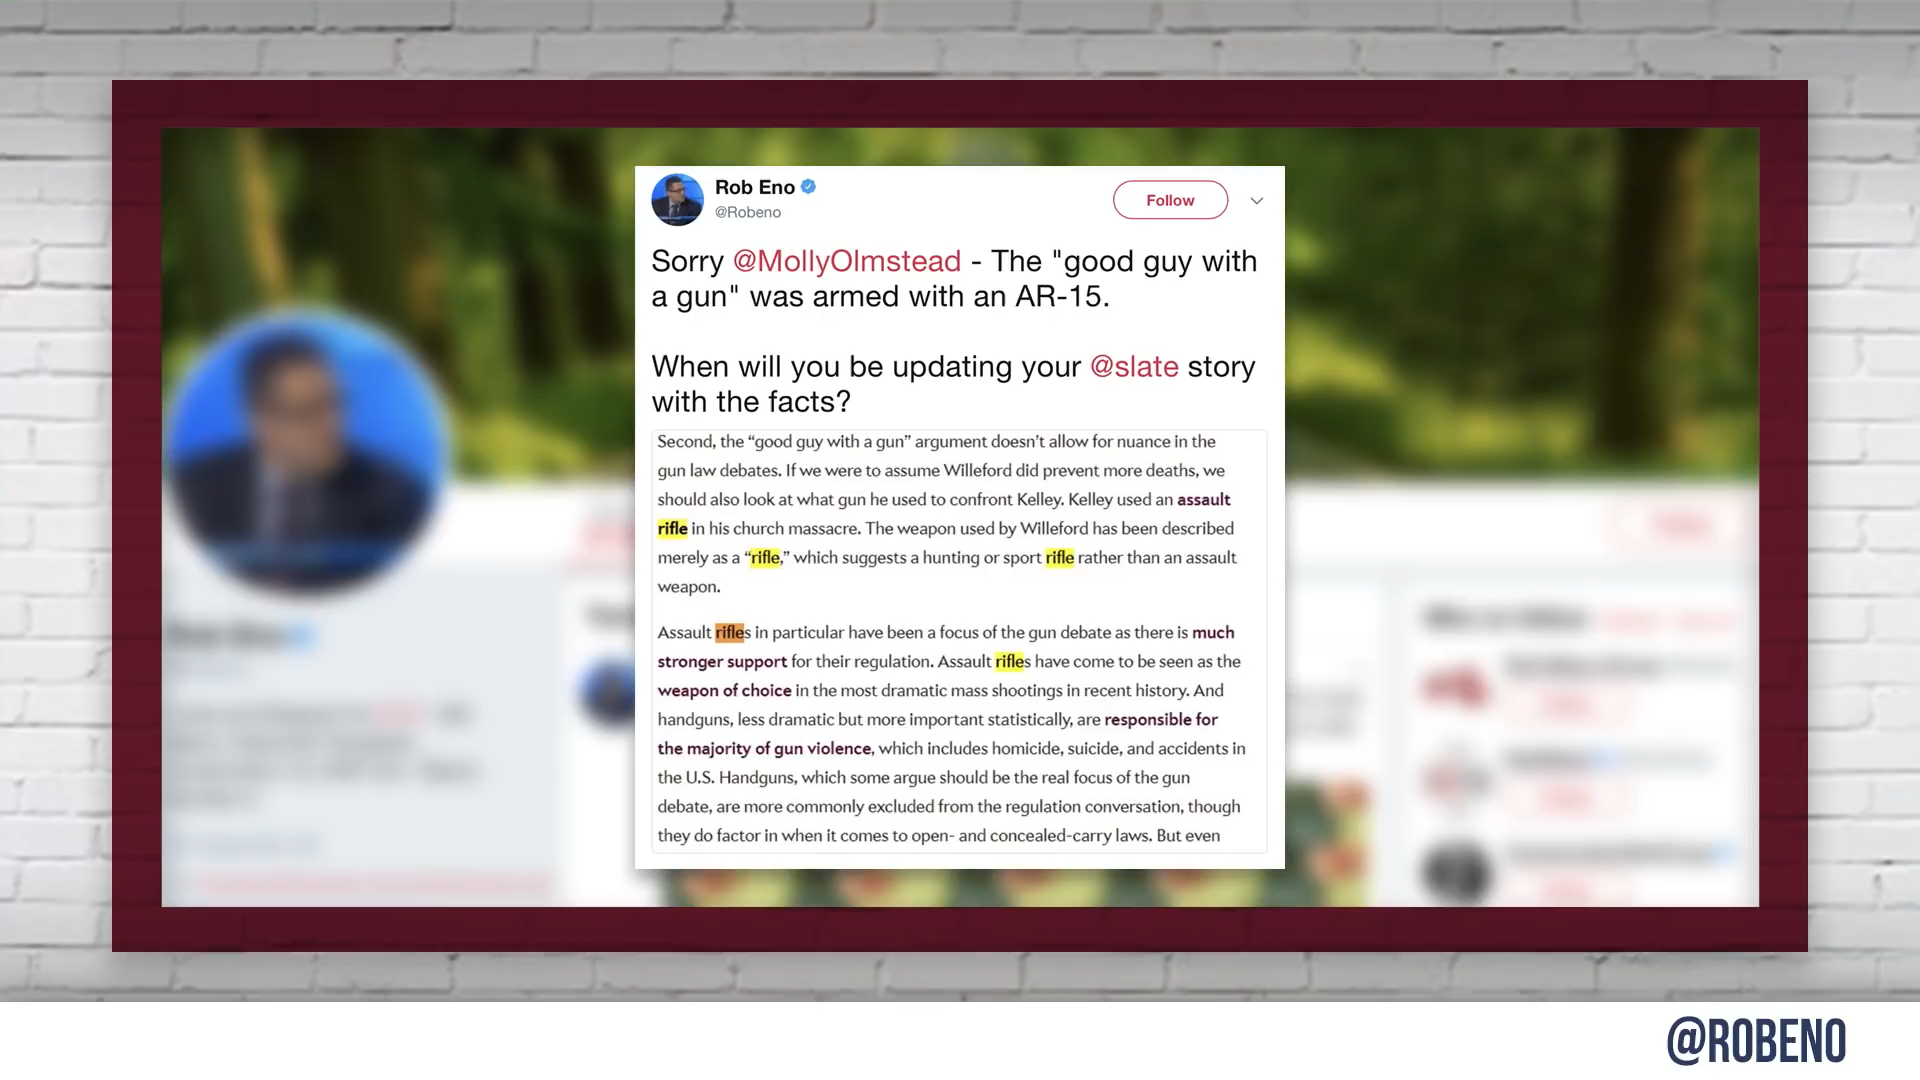 Rob Eno
@Robeno
Follow
Sorry @MollyOlmstead - The "good guy with
a gun" was armed with an AR-15.
When will you be updating your @slate story
with the facts?
Second, the “good guy with a gun” argument doesn’t allow for nuance in the
gun law debates. If we were to assume Willeford did prevent more deaths, we
should also look at what gun he used to confront Kelley. Kelley used an assault
rifle in his church massacre. The weapon used by Willeford has been described
merely as a “rifle,” which suggests a hunting or sport rifle rather than an assault
weapon.
Assault rifles in particular have been a focus of the gun debate as there is much
stronger support for their regulation. Assault rifles have come to be seen as the
weapon of choice in the most dramatic mass shootings in recent history. And
handguns, less dramatic but more important statistically, are responsible for
the majority of gun violence, which includes homicide, suicide, and accidents in
the U.S. Handguns, which some argue should be the real focus of the gun
debate, are more commonly excluded from the regulation conversation, though
they do factor in when it comes to open- and concealed-carry laws. But even
@ROBENO